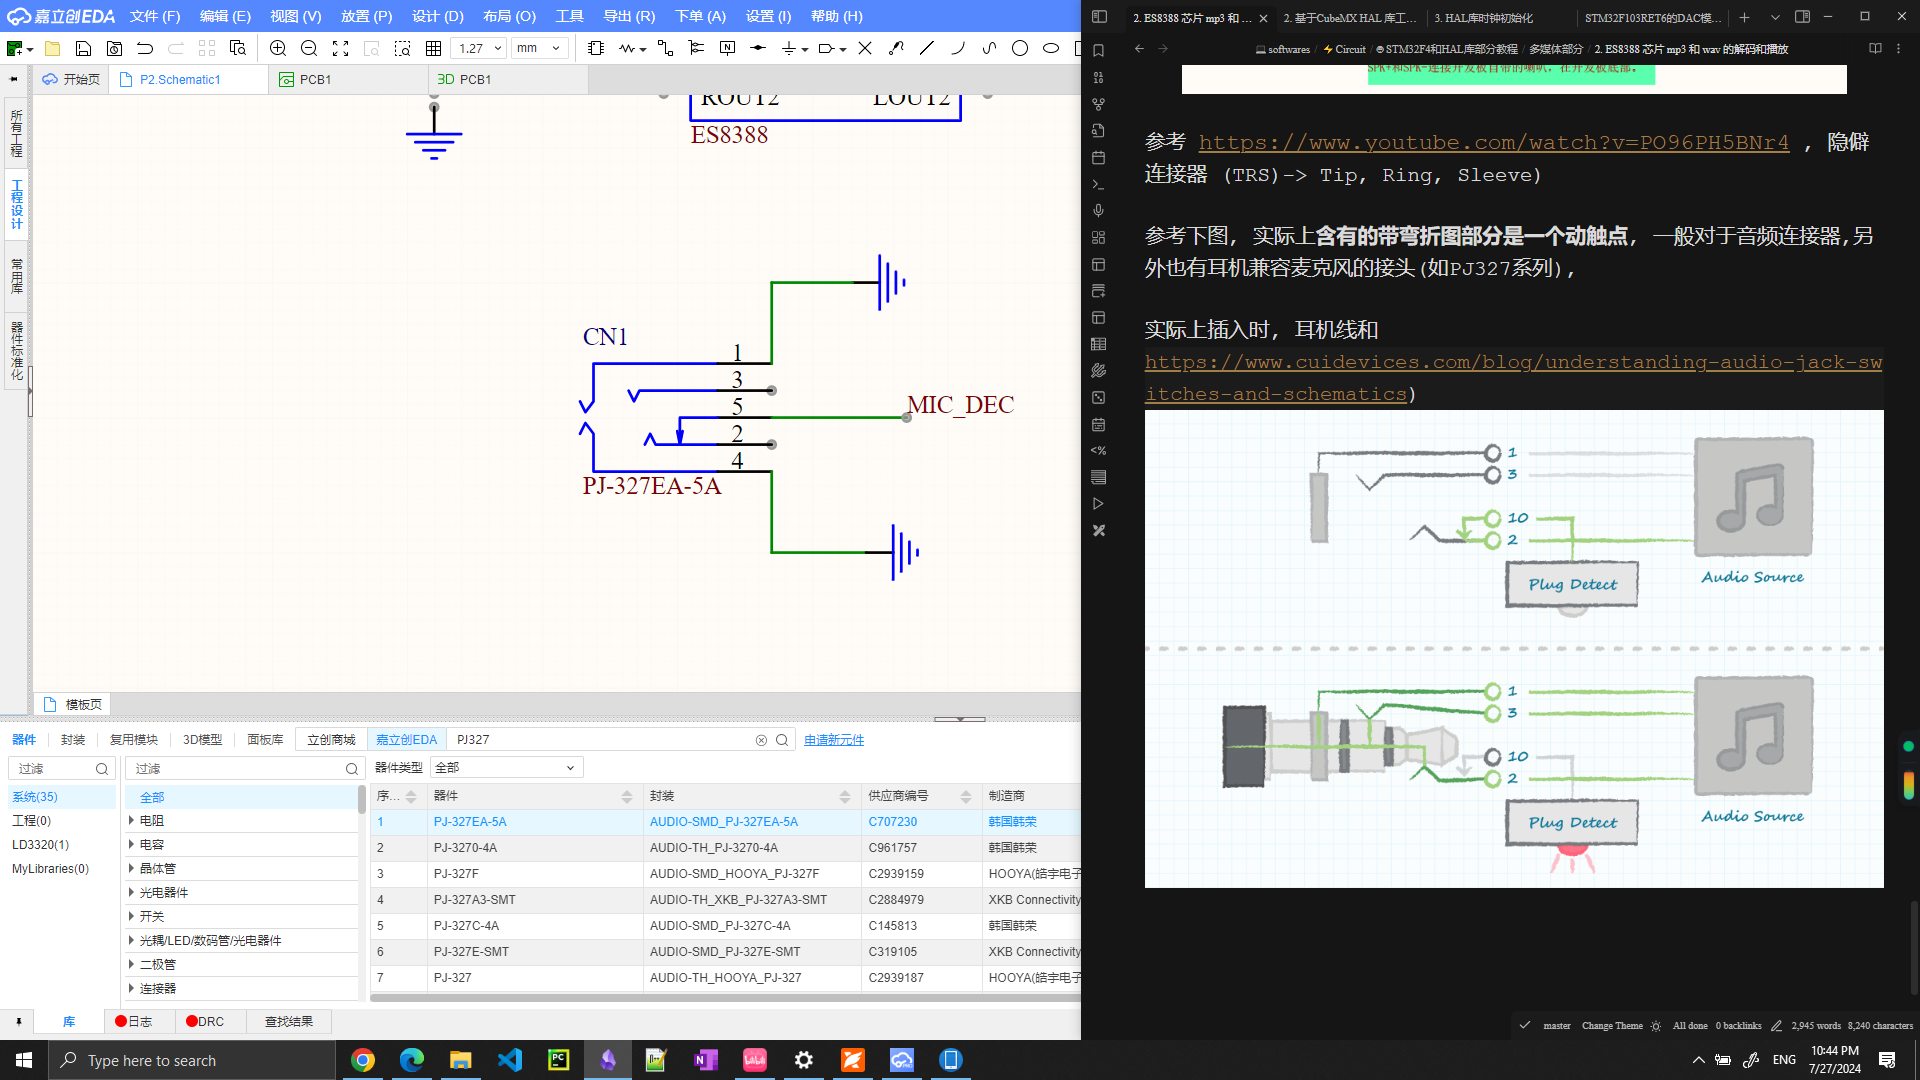 嘉立创EDA 文件 (F) 编辑 (E) 视图 (V) 放置 (P) 设计 (D) 布局 (O) 工具 导出 (R) 下单 (A) 设置 (I) 帮助 (H)
1.27 mm
开始页 P2.Schematic1 PCB1 3D PCB1
所有工程
工程设计
常用库
器件标准化
ROUT2 LOUT2
ES8388
CN1
1
3
5
2
4
MIC_DEC
PJ-327EA-5A
模板页
器件 封装 复用模块 3D模型 面板库 立创商城 嘉立创EDA PJ327 申请新元件
过滤 过滤 器件类型 全部
系统(35)
工程(0)
LD3320(1)
MyLibraries(0)
全部
电阻
电容
晶体管
光电器件
开关
光耦/LED/数码管/光电器件
二极管
连接器
序... 器件 封装 供应商编号 制造商
1 PJ-327EA-5A AUDIO-SMD_PJ-327EA-5A C707230 韩国韩荣
2 PJ-3270-4A AUDIO-TH_PJ-3270-4A C961757 韩国韩荣
3 PJ-327F AUDIO-SMD_HOOYA_PJ-327F C2939159 HOOYA(皓宇电子
4 PJ-327A3-SMT AUDIO-TH_XKB_PJ-327A3-SMT C2884979 XKB Connectivity
5 PJ-327C-4A AUDIO-SMD_PJ-327C-4A C145813 韩国韩荣
6 PJ-327E-SMT AUDIO-SMD_PJ-327E-SMT C319105 XKB Connectivity
7 PJ-327 AUDIO-TH_HOOYA_PJ-327 C2939187 HOOYA(皓宇电子
库 日志 DRC 查找结果
2. ES8388 芯片 mp3 和 ... 2. 基于CubeMX HAL 库工... 3. HAL库时钟初始化 STM32F103RET6的DAC模...
softwares / Circuit / STM32F4和HAL库部分教程 / 多媒体部分 / 2. ES8388 芯片 mp3 和 wav 的解码和播放
SPK+和SPK-连接开发板自带的喇叭, 在开发板底部.
参考 https://www.youtube.com/watch?v=PO96PH5BNr4 , 隐僻
连接器 (TRS)-> Tip, Ring, Sleeve)
参考下图, 实际上含有的带弯折图部分是一个动触点, 一般对于音频连接器,另
外也有耳机兼容麦克风的接头(如PJ327系列),
实际上插入时, 耳机线和
https://www.cuidevices.com/blog/understanding-audio-jack-sw
itches-and-schematics)
1
3
10
2
Plug Detect
Audio Source
1
3
10
2
Plug Detect
Audio Source
master Change Theme All done 0 backlinks 2,945 words 8,240 characters
Type here to search
ENG
10:44 PM
7/27/2024